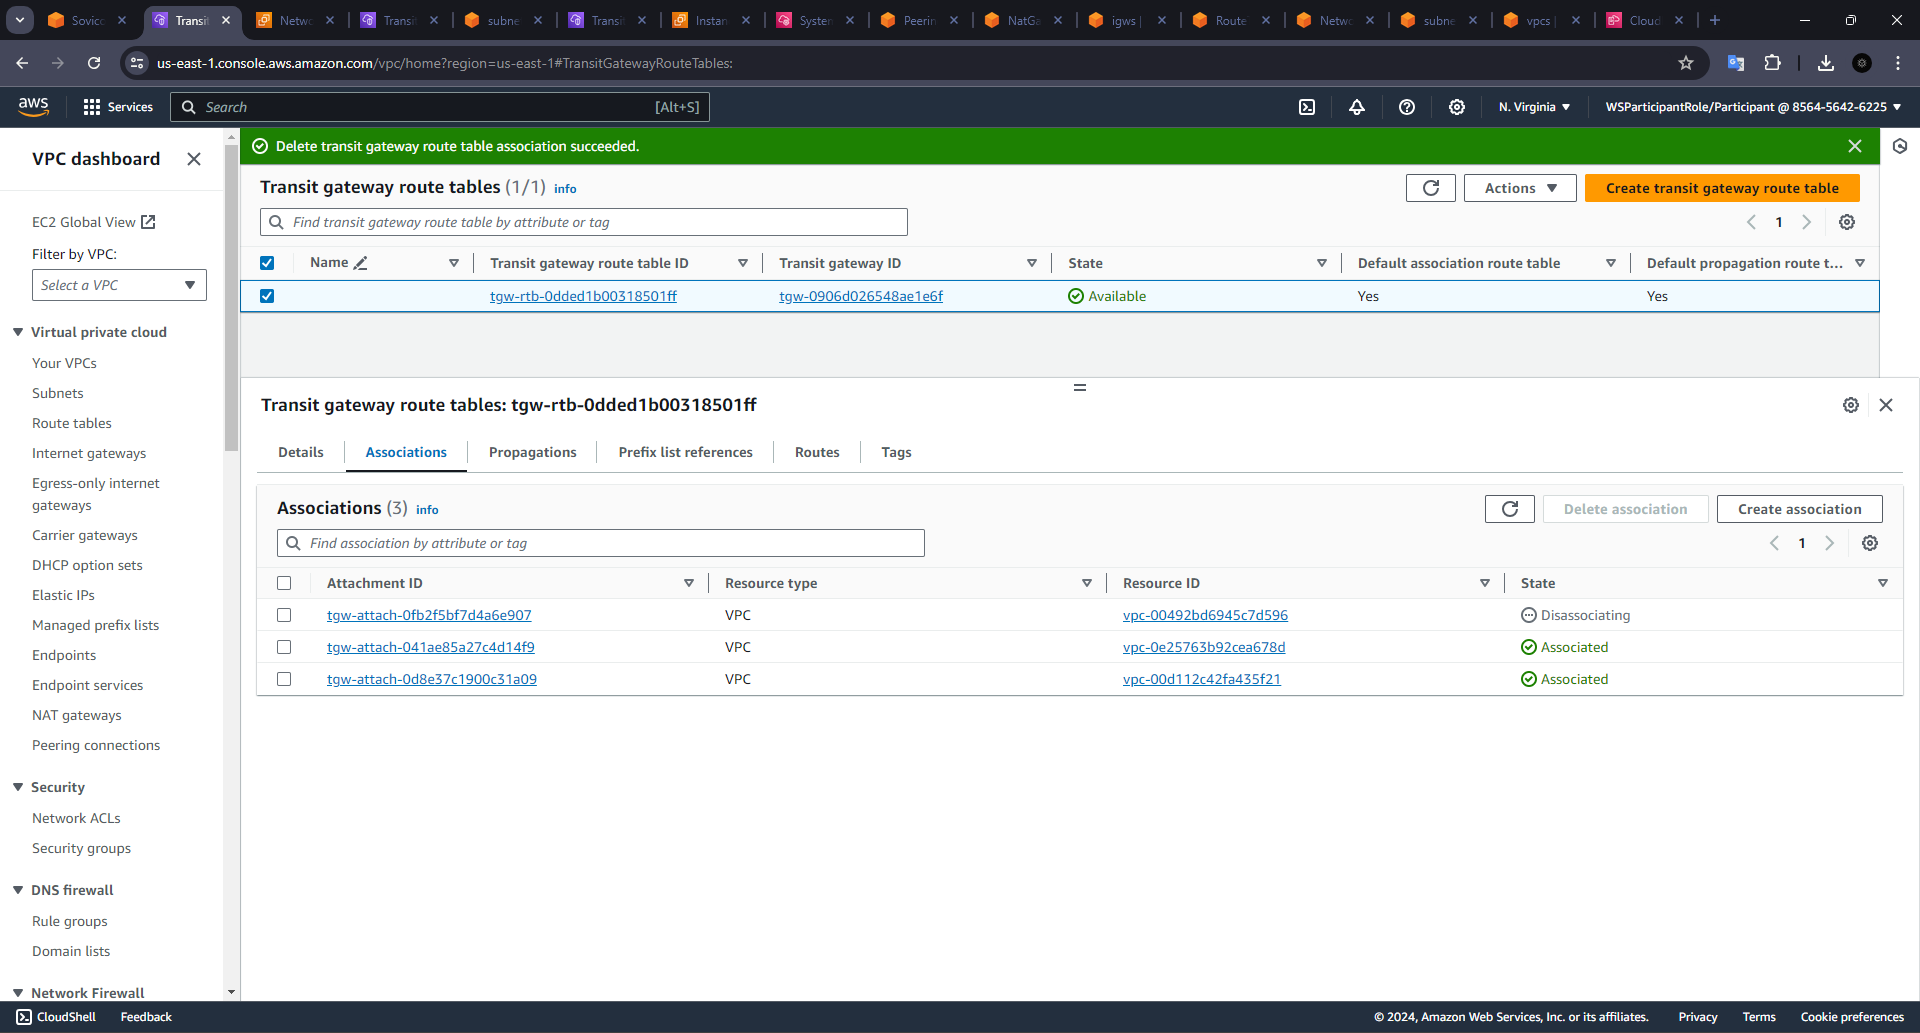 Sovico
Transit
Netwo
Transit
subne
Transit
Instan
System
Peerin
NatGa
igws |
Route
Netwo
subne
vpcs |
Cloud
us-east-1.console.aws.amazon.com/vpc/home?region=us-east-1#TransitGatewayRouteTables:
aws
Services
Search
[Alt+S]
N. Virginia
WSParticipantRole/Participant @ 8564-5642-6225
VPC dashboard
EC2 Global View
Filter by VPC:
Select a VPC
Virtual private cloud
Your VPCs
Subnets
Route tables
Internet gateways
Egress-only internet
gateways
Carrier gateways
DHCP option sets
Elastic IPs
Managed prefix lists
Endpoints
Endpoint services
NAT gateways
Peering connections
Security
Network ACLs
Security groups
DNS firewall
Rule groups
Domain lists
Network Firewall
Delete transit gateway route table association succeeded.
Transit gateway route tables (1/1) info
Actions
Create transit gateway route table
Find transit gateway route table by attribute or tag
1
Name
Transit gateway route table ID
Transit gateway ID
State
Default association route table
Default propagation route t...
tgw-rtb-0dded1b00318501ff
tgw-0906d026548ae1e6f
Available
Yes
Yes
Transit gateway route tables: tgw-rtb-0dded1b00318501ff
Details
Associations
Propagations
Prefix list references
Routes
Tags
Associations (3) info
Delete association
Create association
Find association by attribute or tag
1
Attachment ID
Resource type
Resource ID
State
tgw-attach-0fb2f5bf7d4a6e907
VPC
vpc-00492bd6945c7d596
Disassociating
tgw-attach-041ae85a27c4d14f9
VPC
vpc-0e25763b92cea678d
Associated
tgw-attach-0d8e37c1900c31a09
VPC
vpc-00d112c42fa435f21
Associated
CloudShell
Feedback
© 2024, Amazon Web Services, Inc. or its affiliates.
Privacy
Terms
Cookie preferences